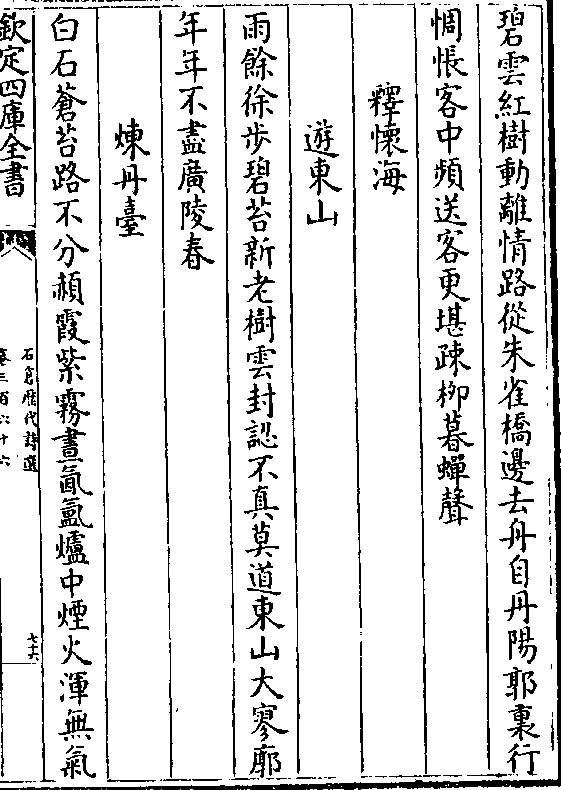 碧雲紅樹動離情路從朱雀橋邊去舟自丹陽郭裏行
惆悵客中頻送客更堪疎柳暮蟬聲
釋懷海
遊東山
雨餘徐步碧苔新老樹雲封認不真莫道東山大寥廓
年年不盡廣陵春
煉丹臺
白石蒼苔路不分赬霞紫霧晝氤氳爐中煙火渾無氣
欽定四庫全書
石倉歷代詩選
卷三百六十六
七十六